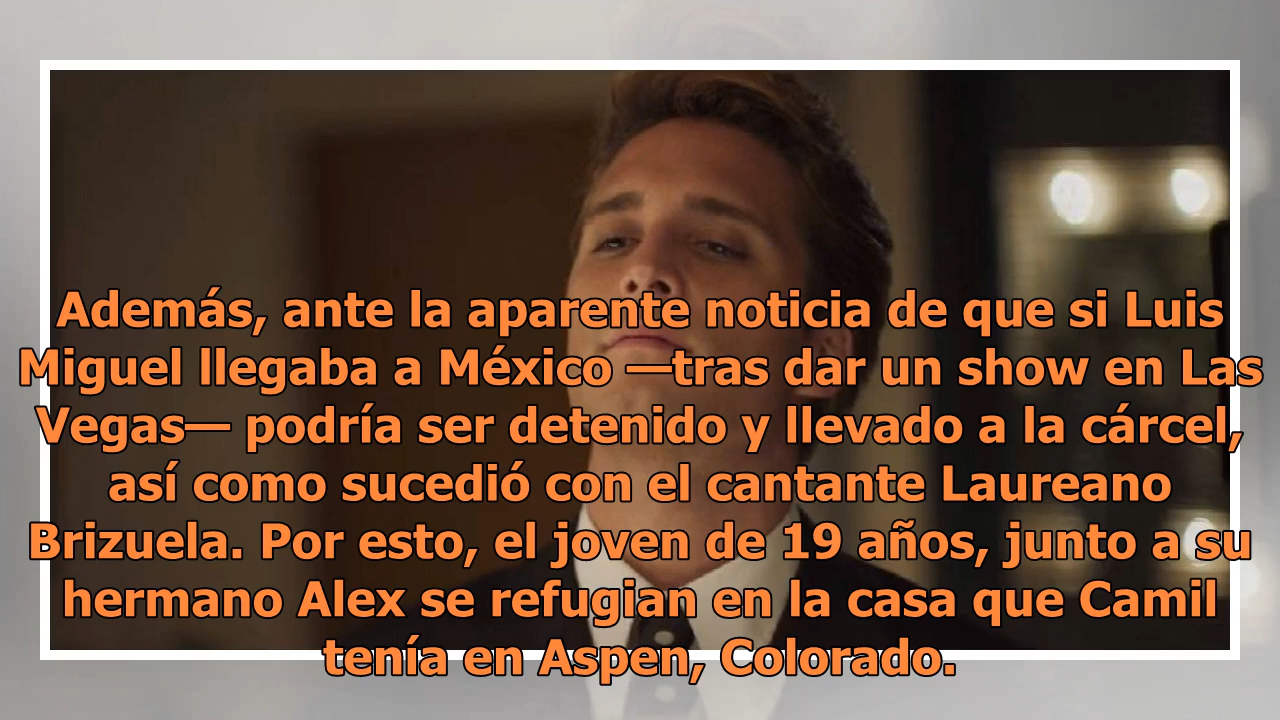 Además, ante la aparente noticia de que si Luis
Miguel llegaba a México —tras dar un show en Las
Vegas— podría ser detenido y llevado a la cárcel,
así como sucedió con el cantante Laureano
Brizuela. Por esto, el joven de 19 años, junto a su
hermano Alex se refugian en la casa que Camil
tenía en Aspen, Colorado.